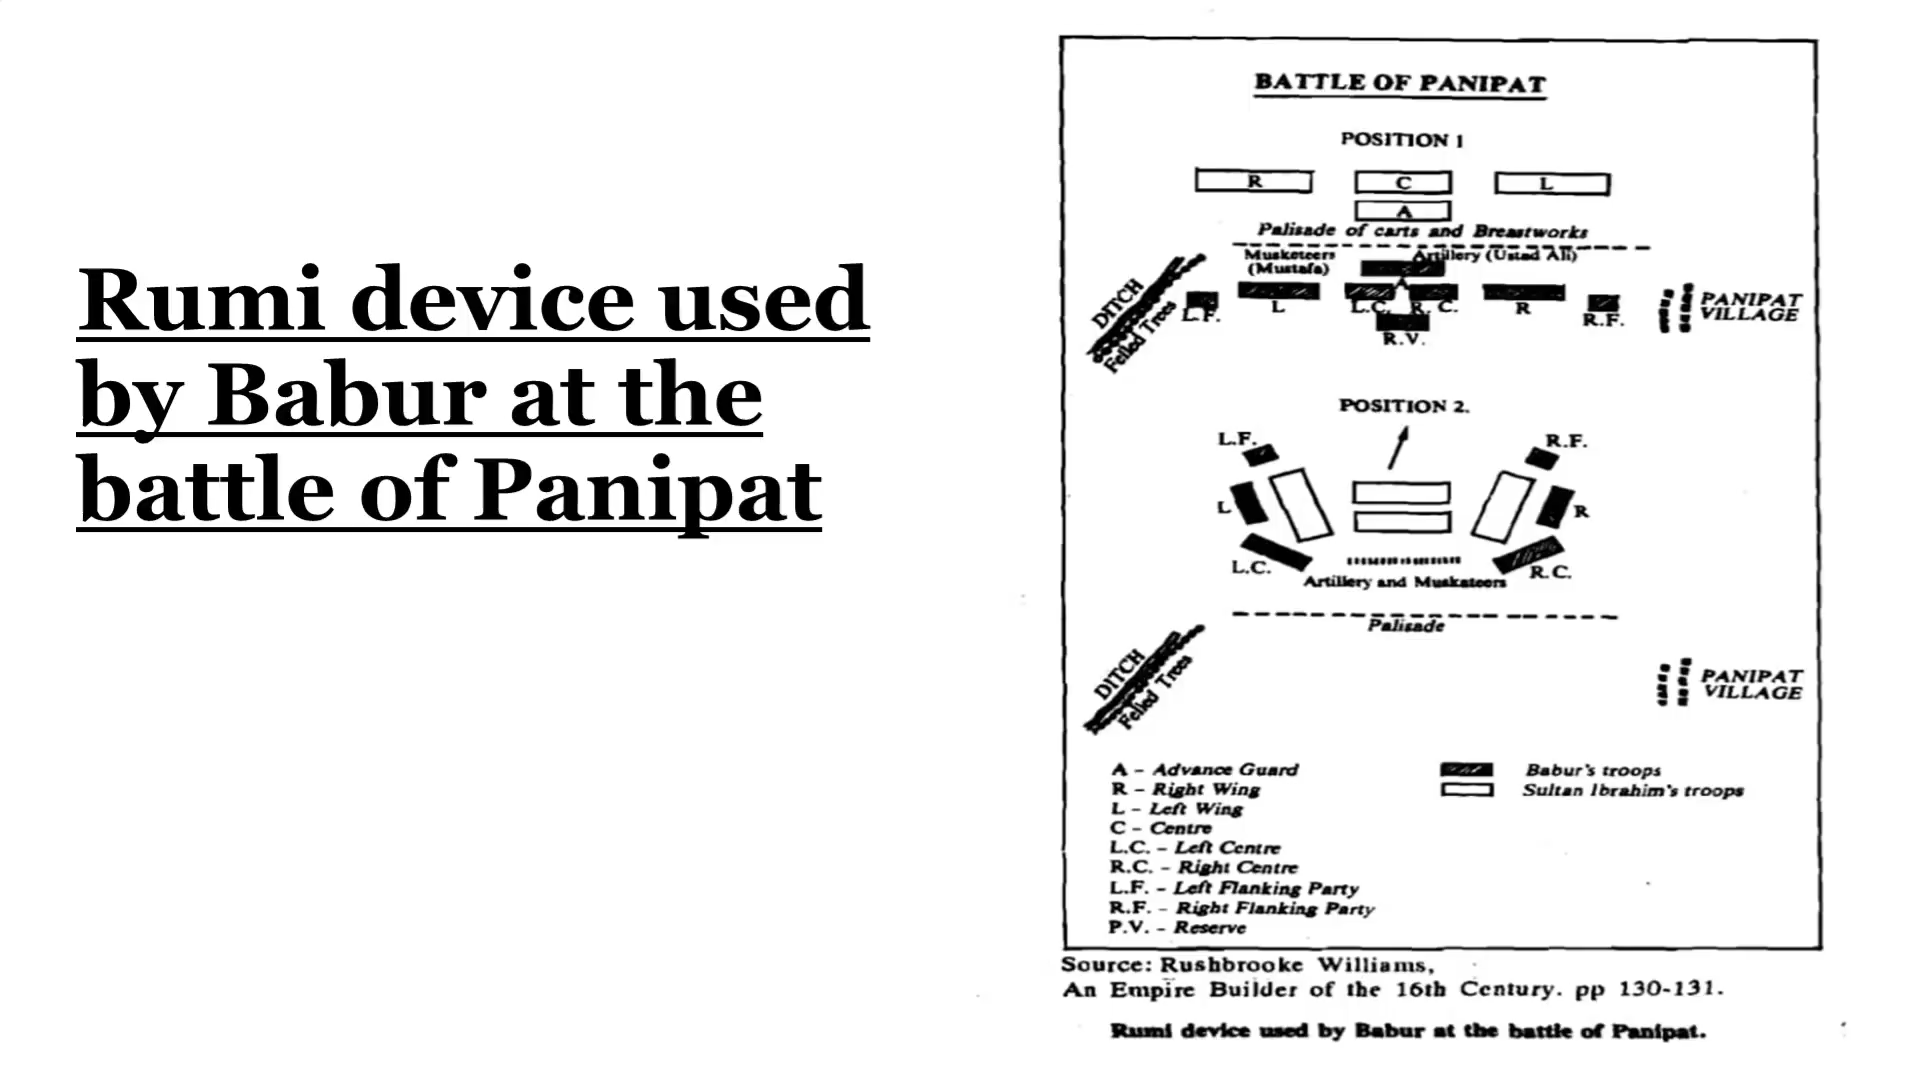 Rumi device used
by Babur at the
battle of Panipat
BATTLE OF PANIPAT
POSITION 1
R C L
A
Palisade of carts and Breastworks
Musketeers
(Mustafa)
Artillery (Ustad Ali)
A
DITCH
Felled Trees
L.F. L L.C. R. C. R R.F.
R.V.
PANIPAT
VILLAGE
POSITION 2.
L.F. R.F.
L R
L.C. R.C.
Artillery and Musketeers
Palisade
DITCH
Felled Trees
PANIPAT
VILLAGE
A - Advance Guard
R - Right Wing
L - Left Wing
C - Centre
L.C. - Left Centre
R.C. - Right Centre
L.F. - Left Flanking Party
R.F. - Right Flanking Party
P.V. - Reserve
Babur's troops
Sultan Ibrahim's troops
Source: Rushbrooke Williams,
An Empire Builder of the 16th Century. pp 130-131.
Rumi device used by Babur at the battle of Panipat.